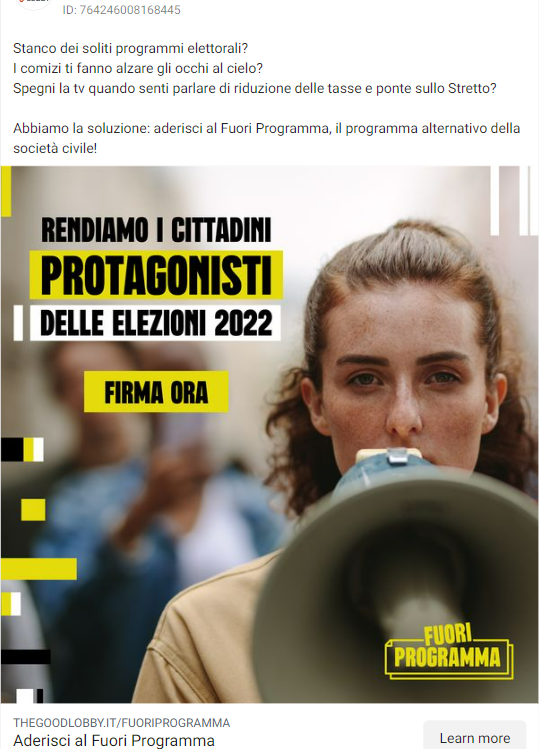 ID: 764246008168445
Stanco dei soliti programmi elettorali?
I comizi ti fanno alzare gli occhi al cielo?
Spegni la tv quando senti parlare di riduzione delle tasse e ponte sullo Stretto?
Abbiamo la soluzione: aderisci al Fuori Programma, il programma alternativo della
società civile!
RENDIAMO I CITTADINI
PROTAGONISTI
DELLE ELEZIONI 2022
FIRMA ORA
FUORI
PROGRAMMA
THEGOODLOBBY.IT/FUORIPROGRAMMA
Aderisci al Fuori Programma
Learn more